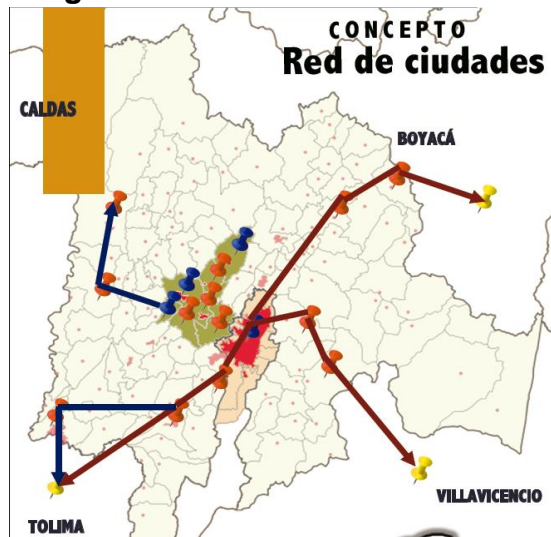 CONCEPTO
Red de ciudades
CALDAS
BOYACÁ
VILLAVICENCIO
TOLIMA